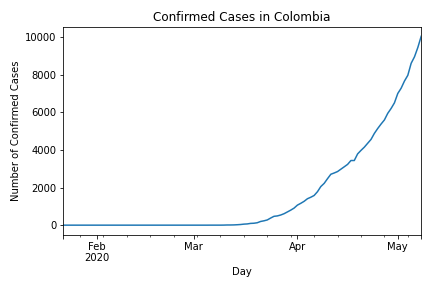 Confirmed Cases in Colombia
Number of Confirmed Cases
10000
8000
6000
4000
2000
0
Feb
2020
Mar
Apr
May
Day